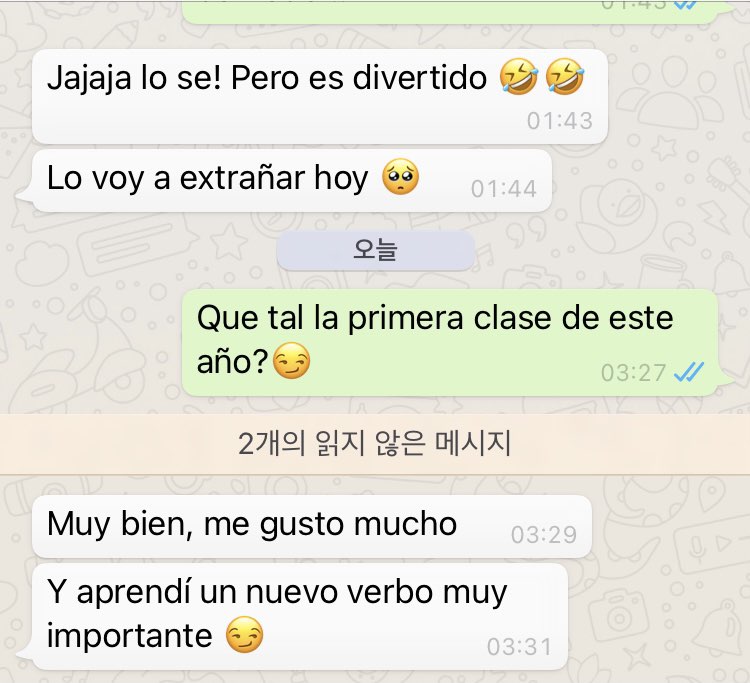 01:43
Jajaja lo se! Pero es divertido 🤣🤣
01:43
Lo voy a extrañar hoy 🥺
01:44
오늘
Que tal la primera clase de este
año?😏
03:27
2개의 읽지 않은 메시지
Muy bien, me gusto mucho
03:29
Y aprendí un nuevo verbo muy
importante 😏
03:31